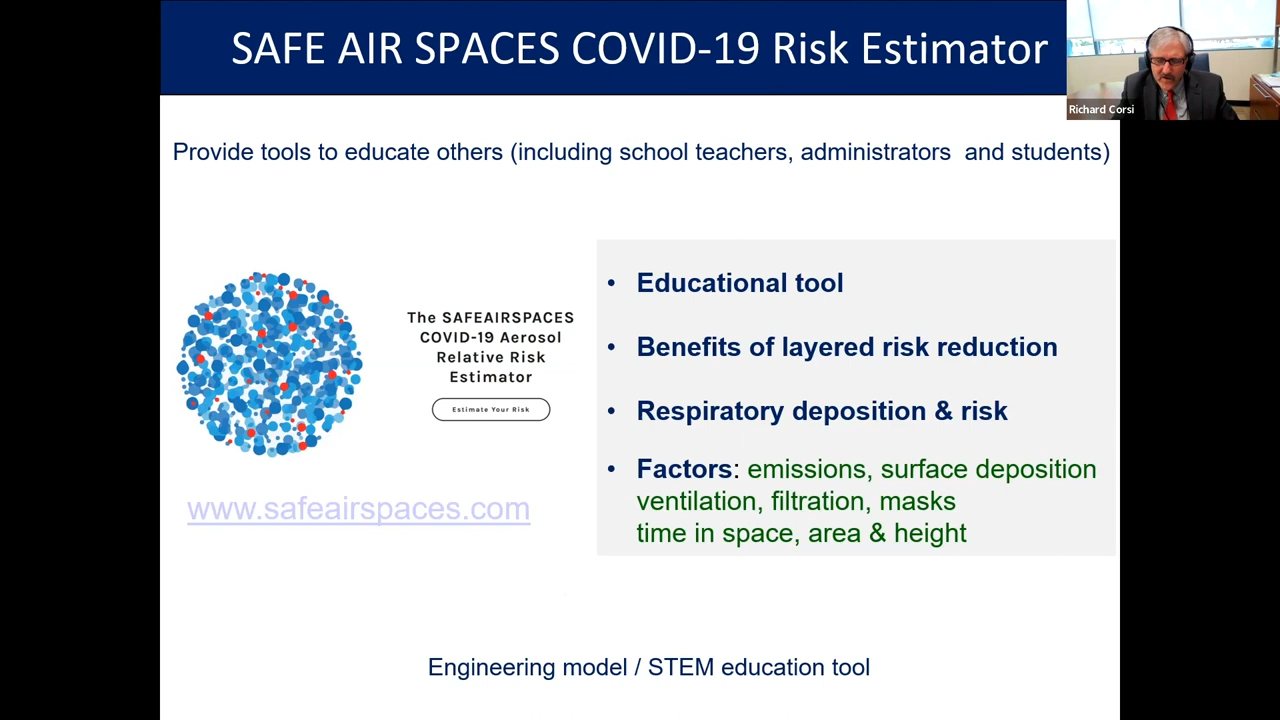 SAFE AIR SPACES COVID-19 Risk Estimator
Richard Corsi
Provide tools to educate others (including school teachers, administrators and students)
The SAFEAIRSPACES
COVID-19 Aerosol
Relative Risk
Estimator
Estimate Your Risk
www.safeairspaces.com
• Educational tool
• Benefits of layered risk reduction
• Respiratory deposition & risk
• Factors: emissions, surface deposition
ventilation, filtration, masks
time in space, area & height
Engineering model / STEM education tool